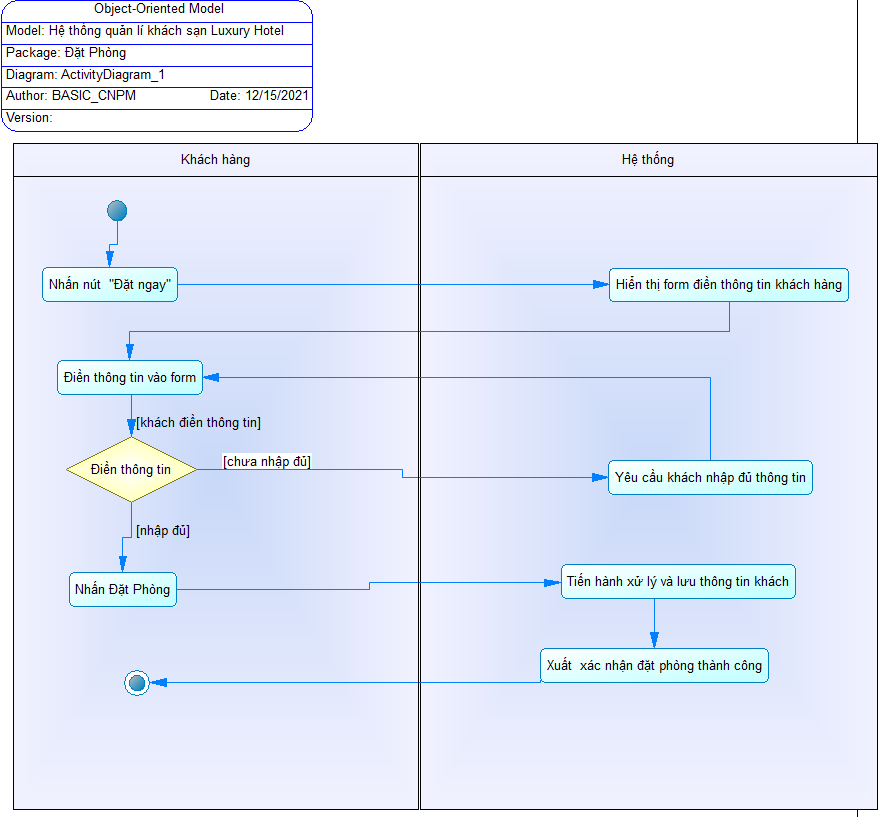 Object-Oriented Model
Model: Hệ thống quản lí khách sạn Luxury Hotel
Package: Đặt Phòng
Diagram: ActivityDiagram_1
Author: BASIC_CNPM Date: 12/15/2021
Version:
Khách hàng
Hệ thống
Nhấn nút "Đặt ngay"
Hiển thị form điền thông tin khách hàng
Điền thông tin vào form
[khách điền thông tin]
Điền thông tin
[chưa nhập đủ]
Yêu cầu khách nhập đủ thông tin
[nhập đủ]
Nhấn Đặt Phòng
Tiến hành xử lý và lưu thông tin khách
Xuất xác nhận đặt phòng thành công